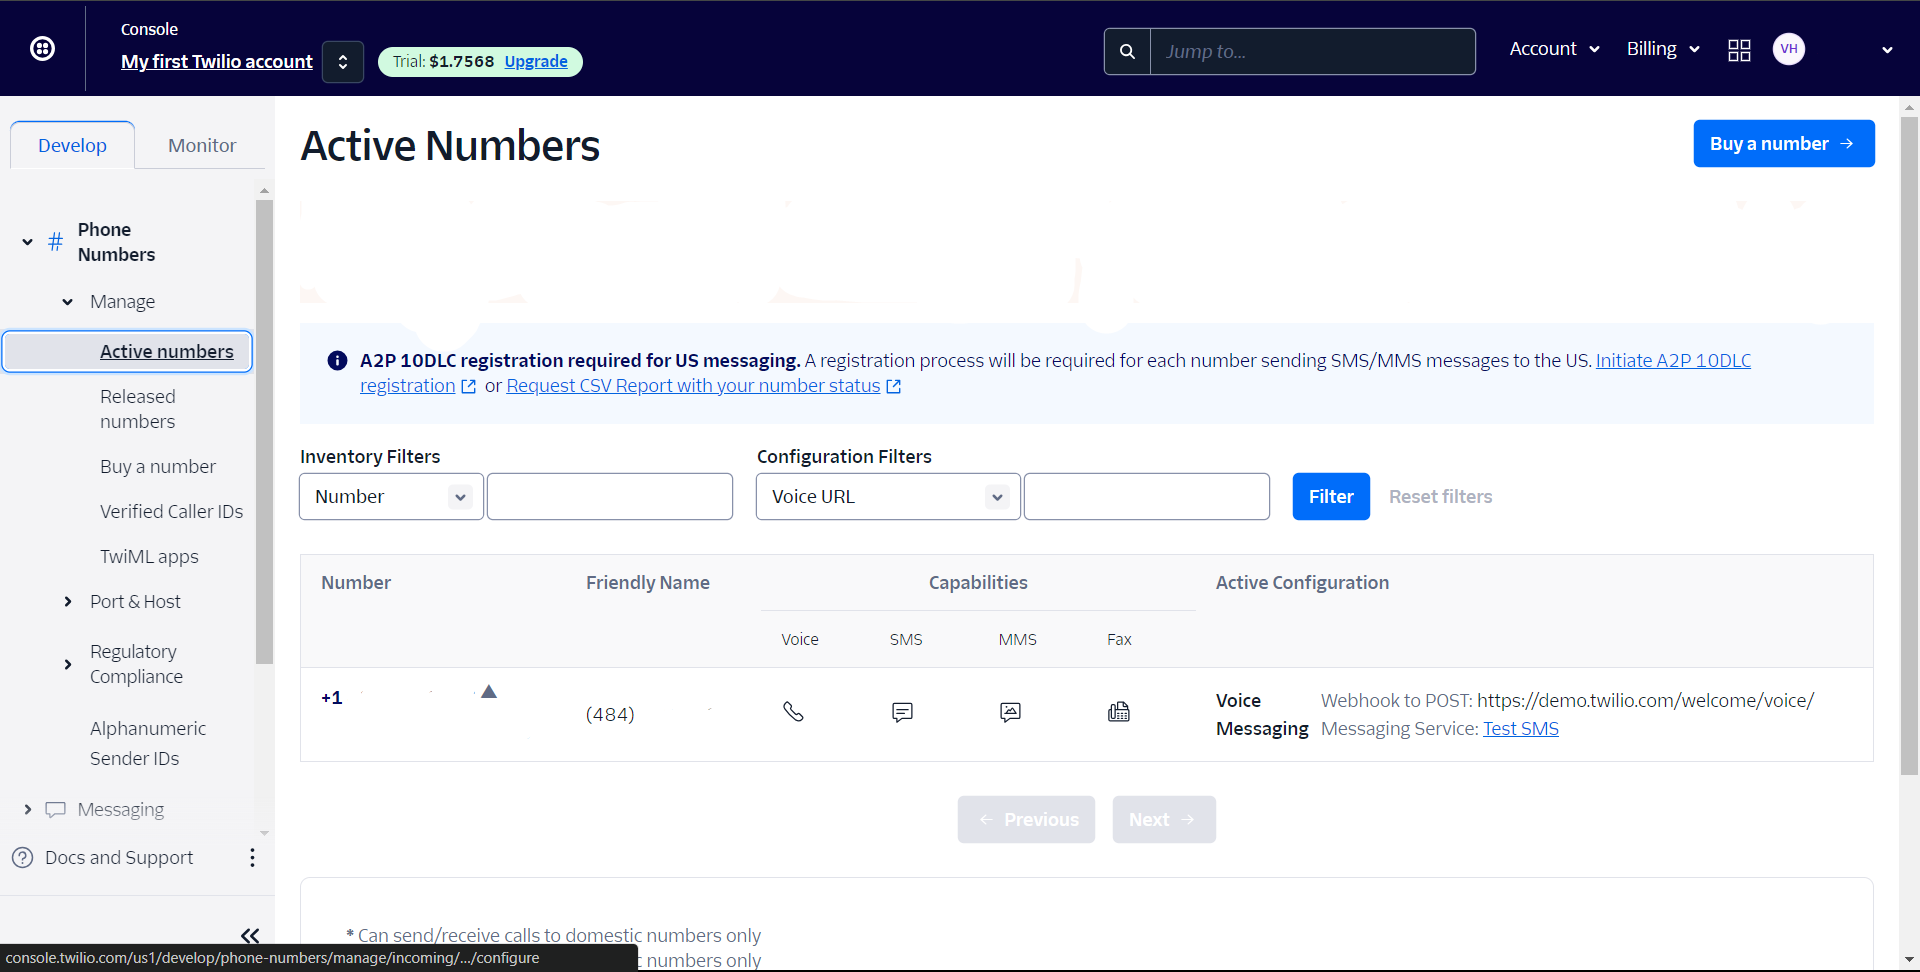 Console
My first Twilio account
Trial: $1.7568 Upgrade
Jump to...
Account
Billing
VH
Develop
Monitor
Phone
Numbers
Manage
Active numbers
Released
numbers
Buy a number
Verified Caller IDs
TwiML apps
Port & Host
Regulatory
Compliance
Alphanumeric
Sender IDs
Messaging
Docs and Support
Active Numbers
Buy a number
A2P 10DLC registration required for US messaging. A registration process will be required for each number sending SMS/MMS messages to the US. Initiate A2P 10DLC
registration or Request CSV Report with your number status
Inventory Filters
Configuration Filters
Number
Voice URL
Filter
Reset filters
Number Friendly Name Capabilities Active Configuration
Voice SMS MMS Fax
+1
(484)
Voice Webhook to POST: https://demo.twilio.com/welcome/voice/
Messaging Messaging Service: Test SMS
← Previous
Next →
* Can send/receive calls to domestic numbers only
numbers only
console.twilio.com/us1/develop/phone-numbers/manage/incoming/.../configure